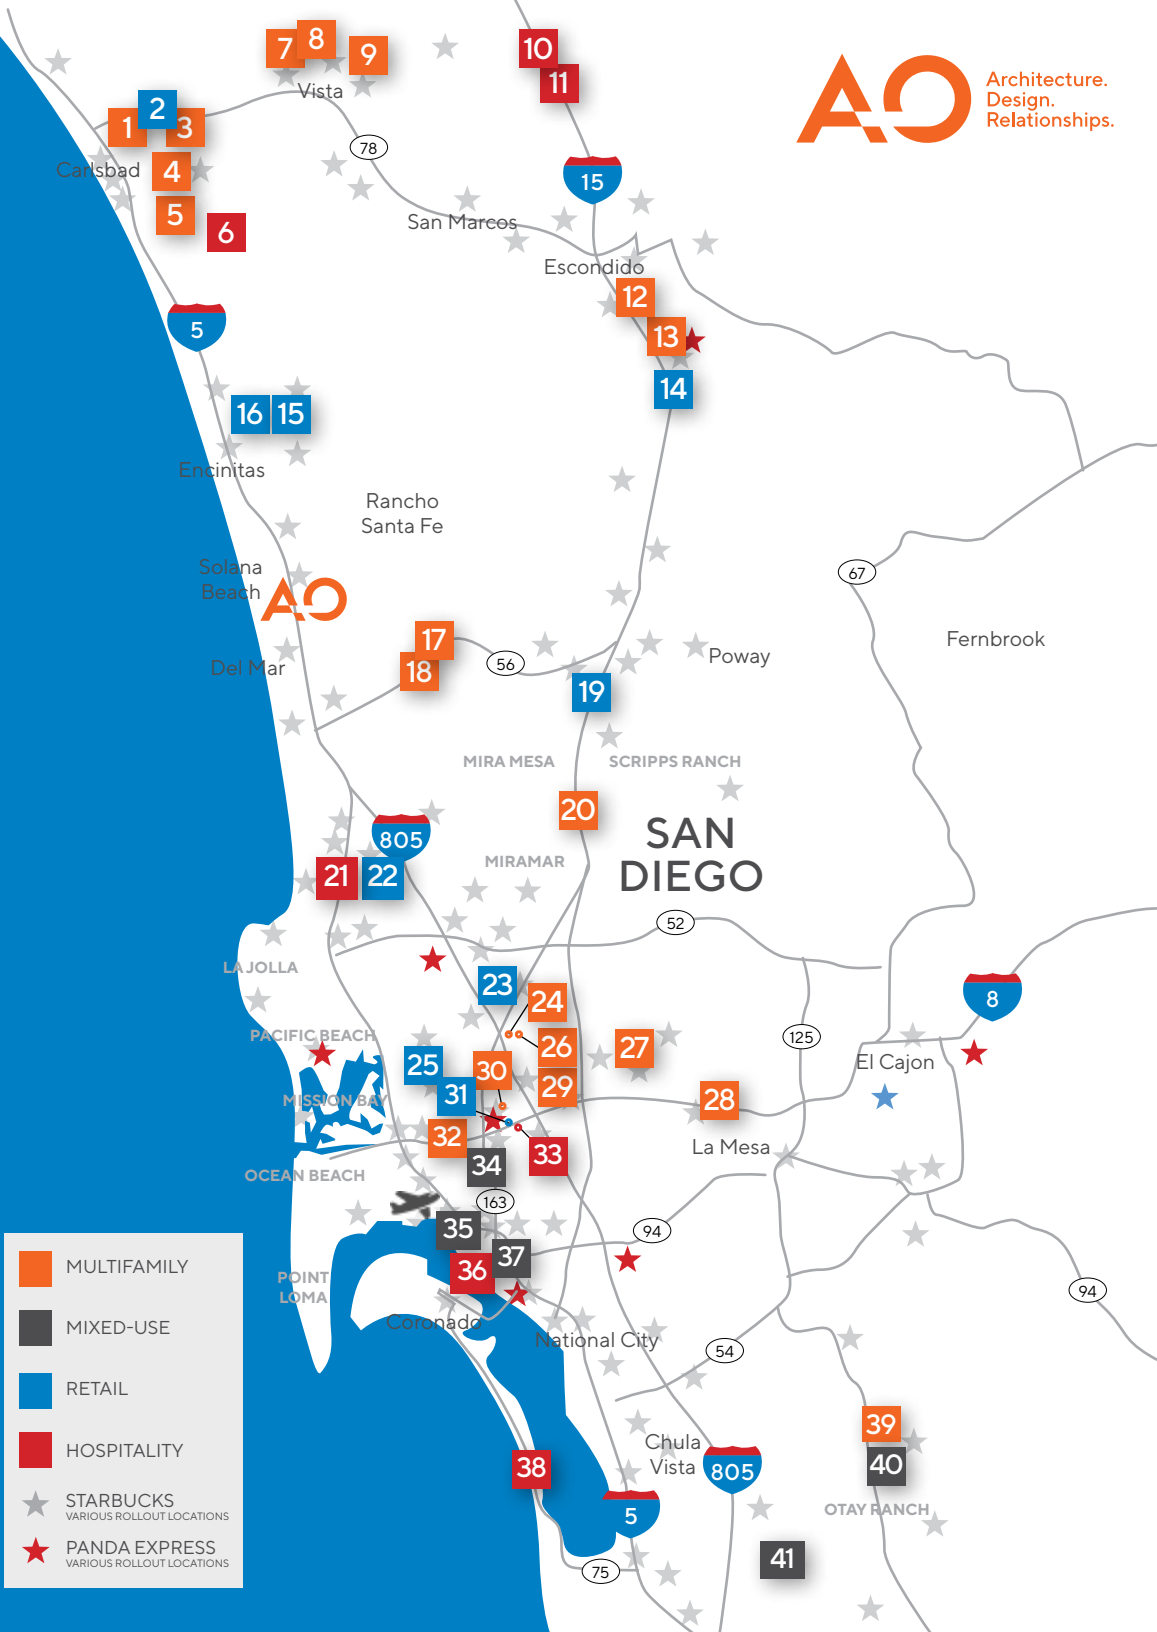 AO
Architecture.
Design.
Relationships.
7
8
9
10
11
Vista
1
2
3
78
Carlsbad
4
15
5
6
San Marcos
Escondido
12
5
13
14
16
15
Encinitas
Rancho
Santa Fe
Solana
Beach
AO
67
Fernbrook
17
18
56
Poway
Del Mar
19
MIRA MESA
SCRIPPS RANCH
20
SAN
DIEGO
805
MIRAMAR
21
22
52
LA JOLLA
23
24
8
PACIFIC BEACH
26
27
125
25
30
El Cajon
29
MISSION BAY
31
28
32
33
La Mesa
34
OCEAN BEACH
163
35
37
94
36
POINT
LOMA
94
Coronado
National City
54
39
Chula
Vista
805
40
38
OTAY RANCH
5
41
75
MULTIFAMILY
MIXED-USE
RETAIL
HOSPITALITY
STARBUCKS
VARIOUS ROLLOUT LOCATIONS
PANDA EXPRESS
VARIOUS ROLLOUT LOCATIONS